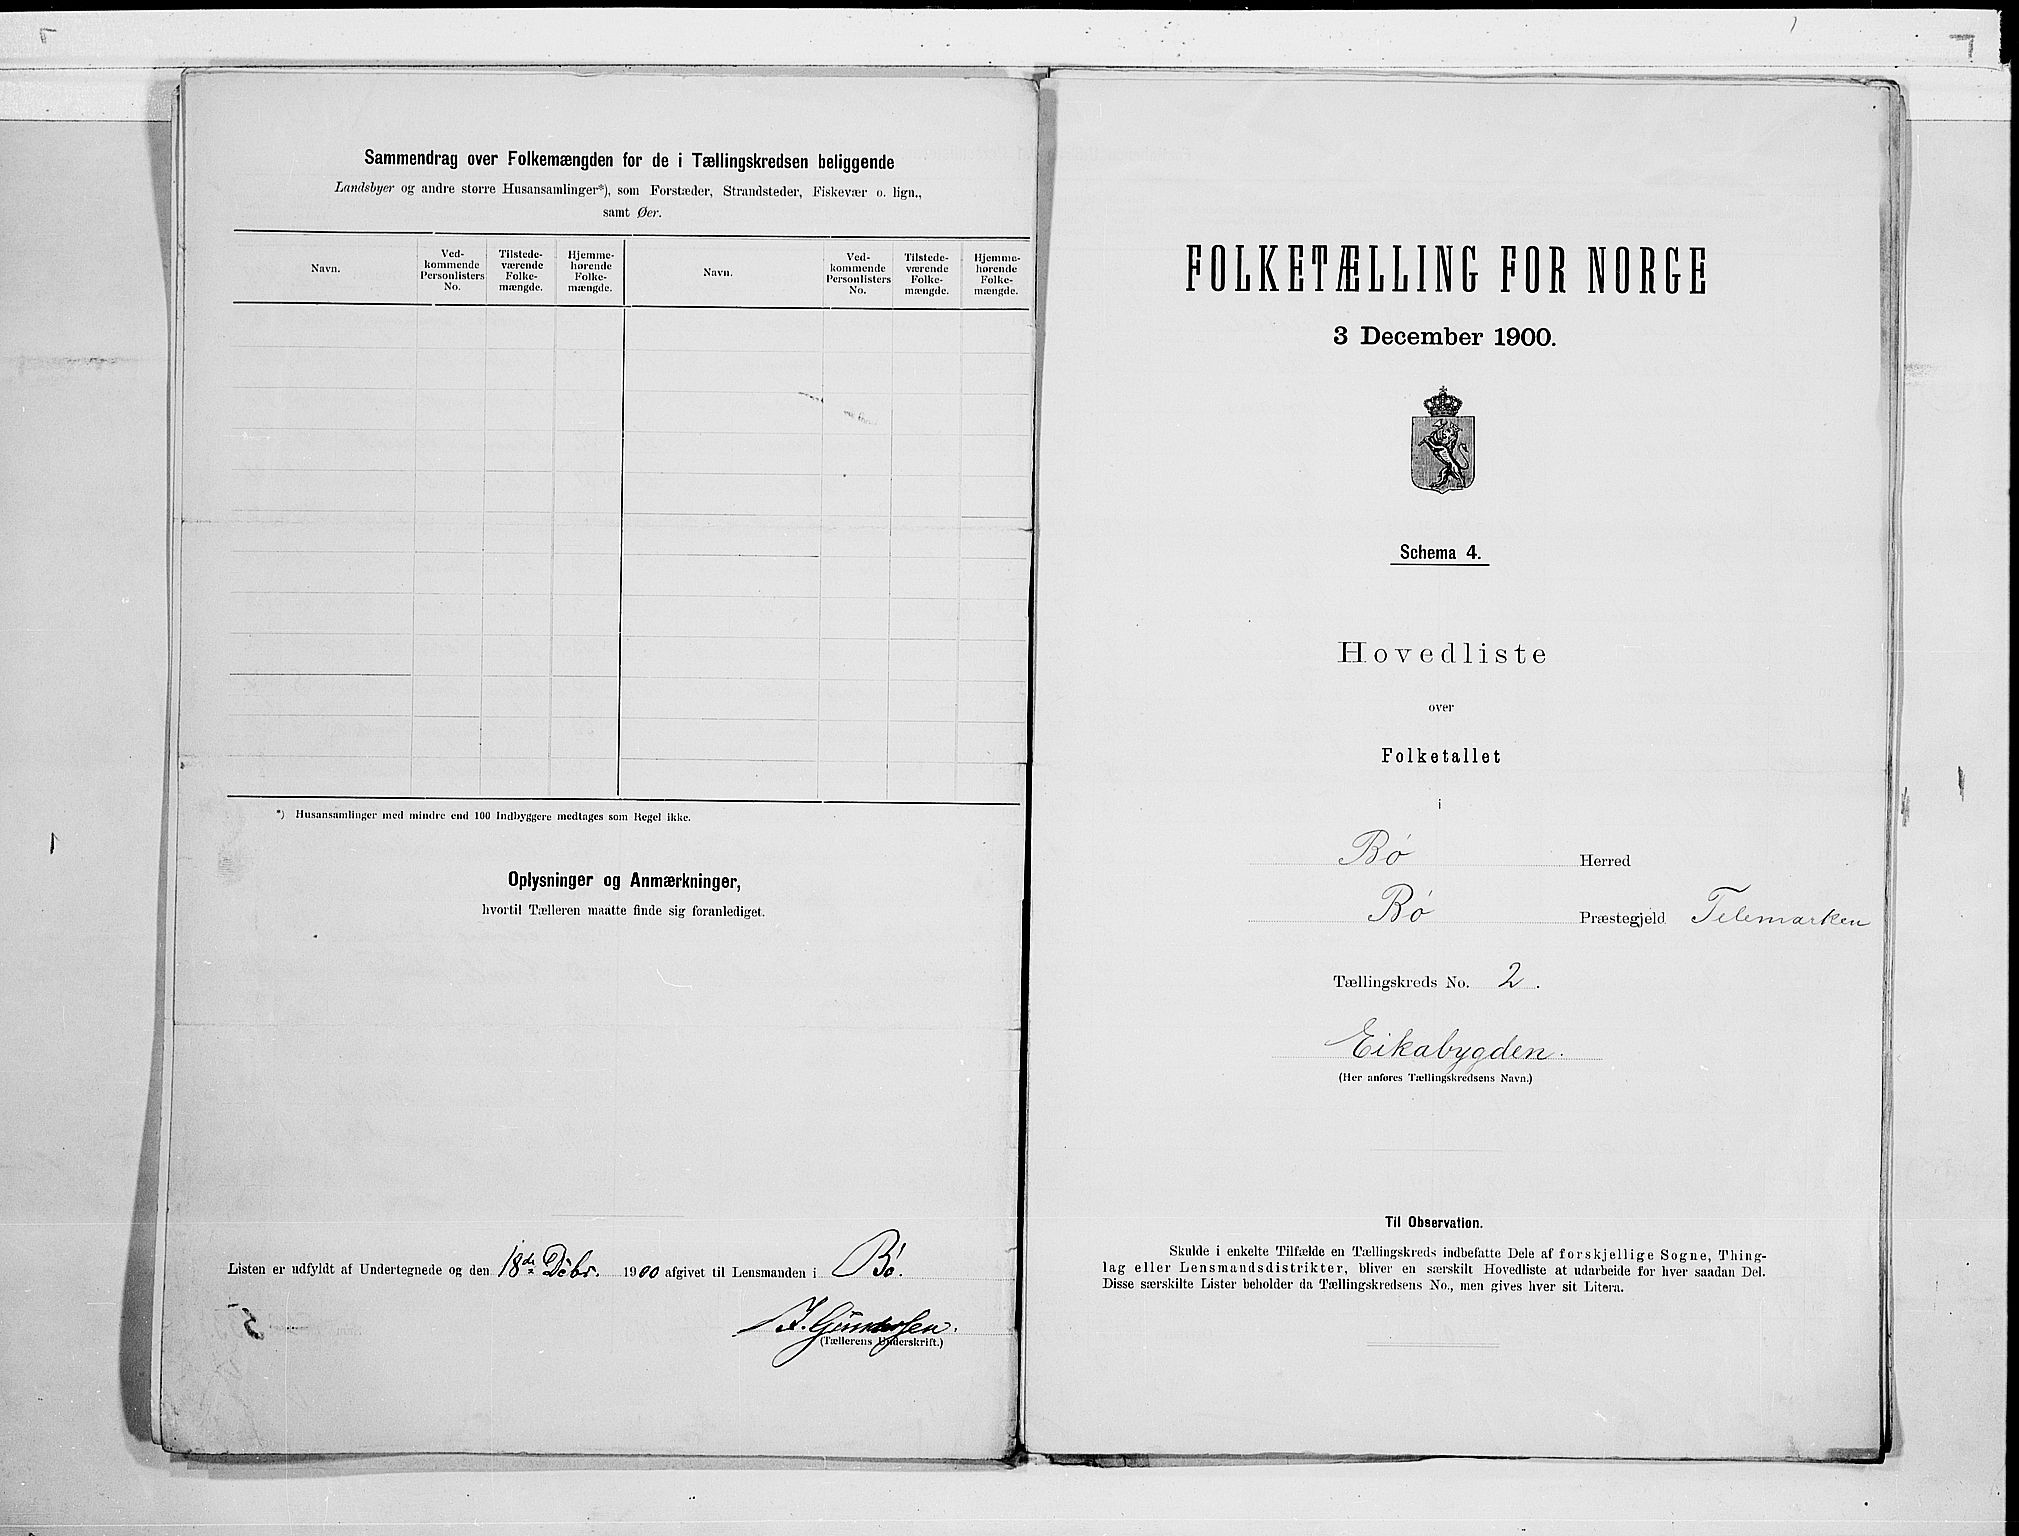 Sammendrag over Folkemængden for de i Tællingskredsen beliggende
Landsbyer og andre större Husansamlinger*), som Forstæder, Strandsteder, Fiskevær o. lign.,
samt Øer.
Navn.
Ved-
kommende
Personlisters
No.
Tilstede-
værende
Folke-
mængde.
Hjemme-
hørende
Folke-
mængde.
Navn.
Ved-
kommende
Personlisters
No.
Tilstede-
værende
Folke-
mængde.
Hjemme-
hørende
Folke-
mængde.
*) Husansamlinger med mindre end 100 Indbyggere medtages som Regel ikke.
Oplysninger og Anmærkninger,
hvortil Tælleren maatte finde sig foranlediget.
Listen er udfyldt af Undertegnede og den 18de Dcbr. 1900 afgivet til Lensmanden i Bø.
Gundersen.
(Tællerens Underskrift.)
FOLKETÆLLING FOR NORGE
3 December 1900.
Schema 4.
Hovedliste
over
Folketallet
i
Bø Herred
Bø Præstegjeld Telemarken
Tællingskreds No. 2.
Eikabygden.
(Her anføres Tællingskredsens Navn.)
Til Observation.
Skulde i enkelte Tilfælde en Tællingskreds indbefatte Dele af forskjellige Sogne, Thing-
lag eller Lensmandsdistrikter, bliver en særskilt Hovedliste at udarbeide for hver saadan Del.
Disse særskilte Lister beholder da Tællingskredsens No., men gives hver sit Litera.